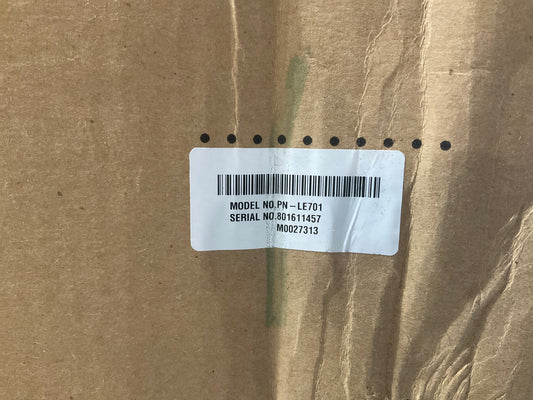 MODEL NO.PN-LE701
SERIAL NO.801611457
M0027313